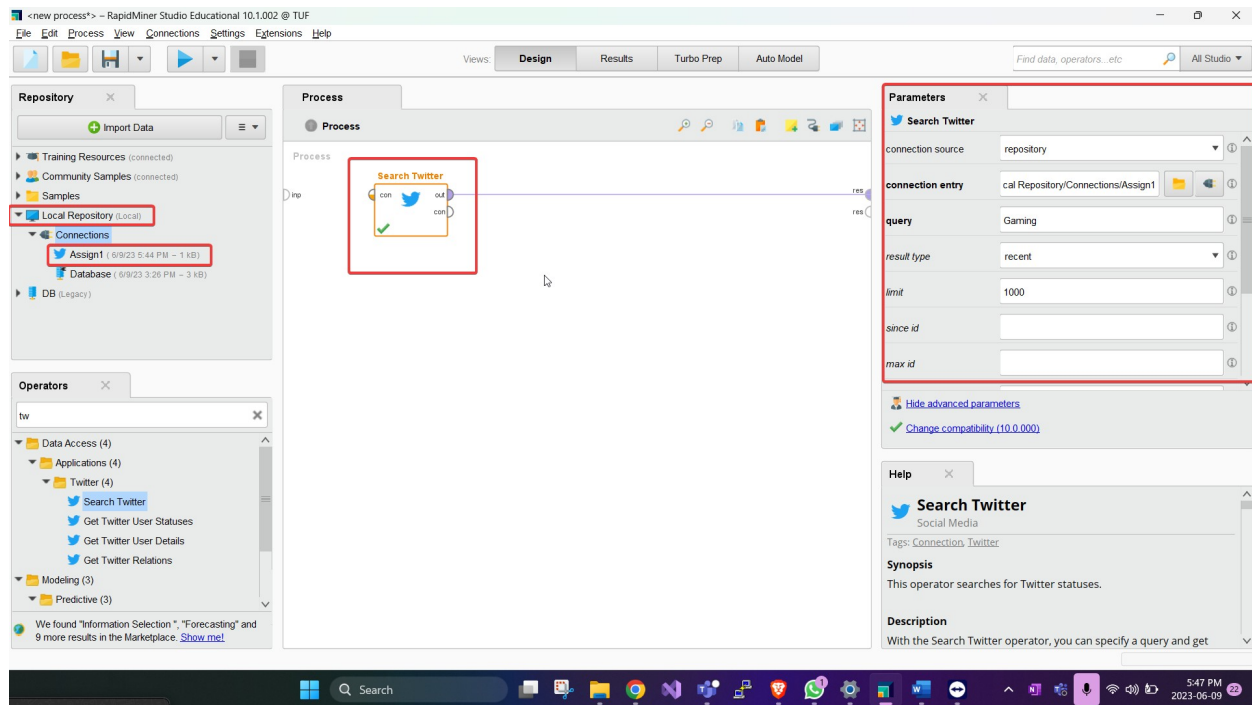 <new process*> – RapidMiner Studio Educational 10.1.002 @ TUF
File Edit Process View Connections Settings Extensions Help
Views: Design Results Turbo Prep Auto Model
Find data, operators...etc
All Studio
Repository
Import Data
Training Resources (connected)
Community Samples (connected)
Samples
Local Repository (Local)
Connections
Assign1 ( 6/9/23 5:44 PM – 1 kB)
Database ( 6/9/23 3:26 PM – 3 kB)
DB (Legacy)
Operators
tw
Data Access (4)
Applications (4)
Twitter (4)
Search Twitter
Get Twitter User Statuses
Get Twitter User Details
Get Twitter Relations
Modeling (3)
Predictive (3)
We found "Information Selection ", "Forecasting" and
9 more results in the Marketplace. Show me!
Process
Process
Process
Search Twitter
inp
con
out
con
res
res
Parameters
Search Twitter
connection source repository
connection entry cal Repository/Connections/Assign1
query Gaming
result type recent
limit 1000
since id
max id
Hide advanced parameters
Change compatibility (10.0.000)
Help
Search Twitter
Social Media
Tags: Connection, Twitter
Synopsis
This operator searches for Twitter statuses.
Description
With the Search Twitter operator, you can specify a query and get
Search
5:47 PM
2023-06-09
22